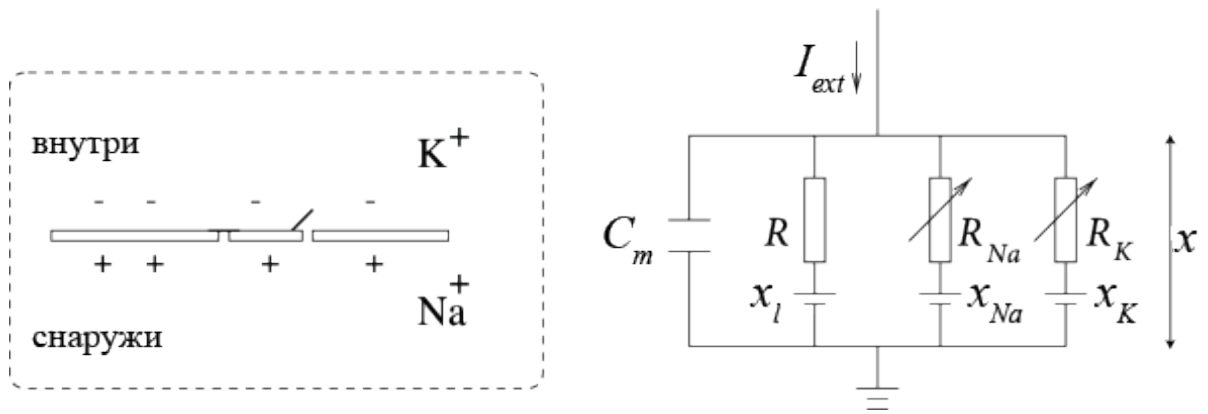 внутри
K⁺
- - - -
+ + + +
Na⁺
снаружи
I_ext
C_m
R
R_Na
R_K
x
x_l
x_Na
x_K